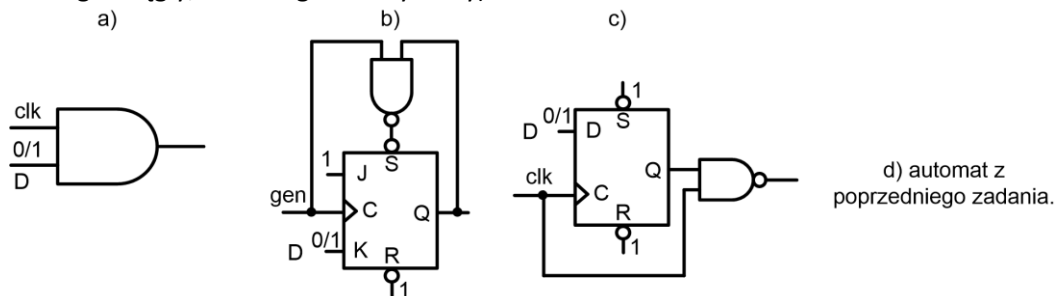 a)
b)
c)
clk
0/1
D
S
1
J
gen
C
Q
D
0/1
K
R
1
1
S
D
0/1
D
Q
clk
C
R
1
d) automat z
poprzedniego zadania.